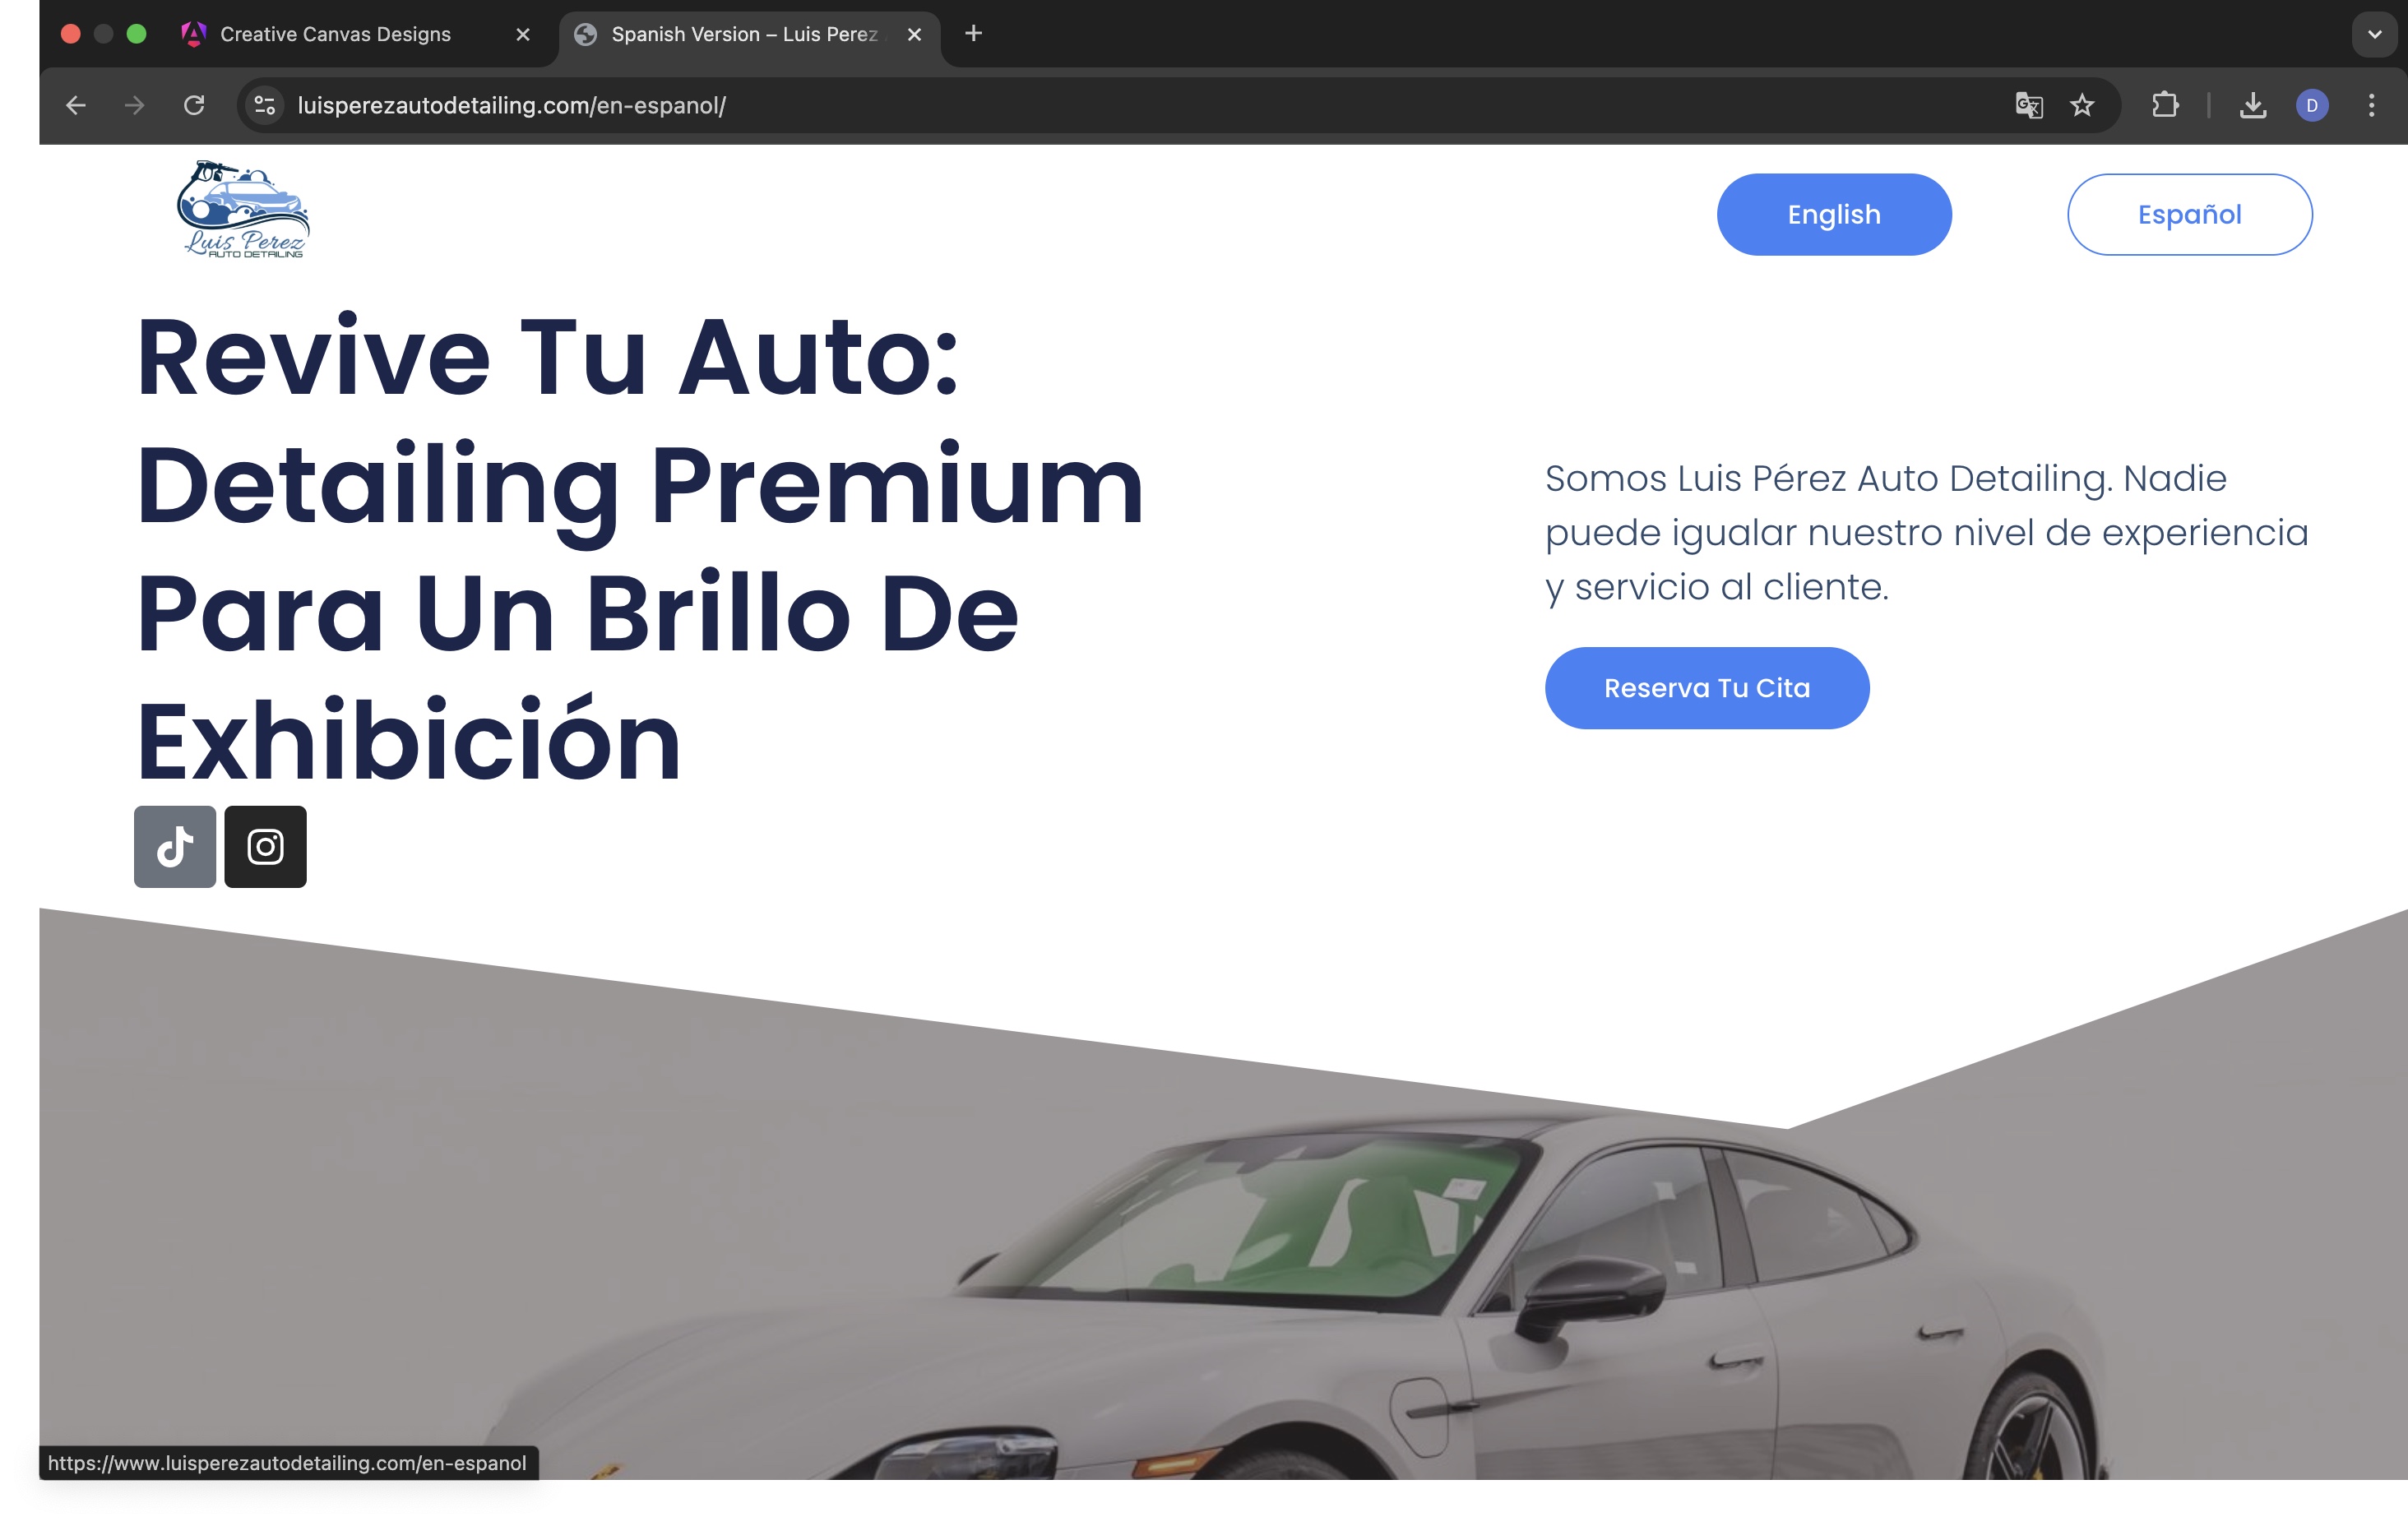 Creative Canvas Designs
Spanish Version – Luis Perez
luisperezautodetailing.com/en-espanol/
D
Luis Perez
AUTO DETAILING
English
Español
Revive Tu Auto:
Detailing Premium
Para Un Brillo De
Exhibición
Somos Luis Pérez Auto Detailing. Nadie
puede igualar nuestro nivel de experiencia
y servicio al cliente.
Reserva Tu Cita
https://www.luisperezautodetailing.com/en-espanol